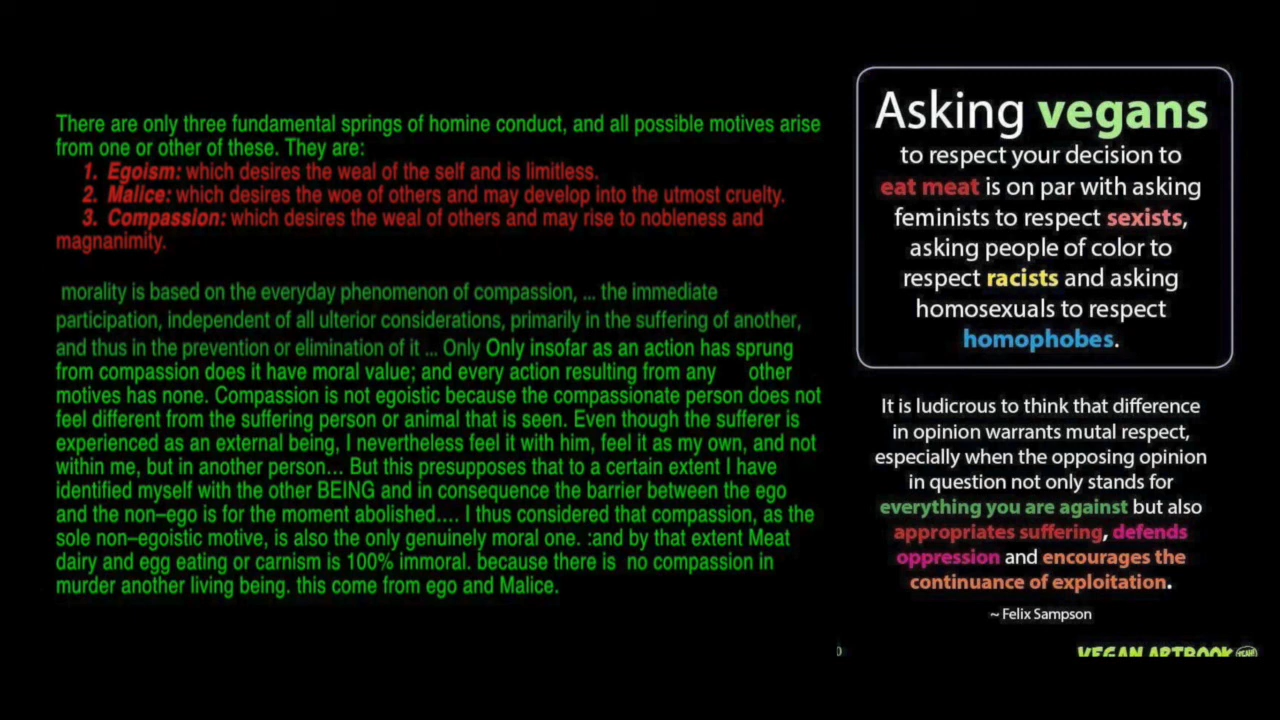 There are only three fundamental springs of homine conduct, and all possible motives arise
from one or other of these. They are:
1. Egoism: which desires the weal of the self and is limitless.
2. Malice: which desires the woe of others and may develop into the utmost cruelty.
3. Compassion: which desires the weal of others and may rise to nobleness and
magnanimity.
morality is based on the everyday phenomenon of compassion, ... the immediate
participation, independent of all ulterior considerations, primarily in the suffering of another,
and thus in the prevention or elimination of it ... Only Only insofar as an action has sprung
from compassion does it have moral value; and every action resulting from any other
motives has none. Compassion is not egoistic because the compassionate person does not
feel different from the suffering person or animal that is seen. Even though the sufferer is
experienced as an external being, I nevertheless feel it with him, feel it as my own, and not
within me, but in another person... But this presupposes that to a certain extent I have
identified myself with the other BEING and in consequence the barrier between the ego
and the non–ego is for the moment abolished.... I thus considered that compassion, as the
sole non–egoistic motive, is also the only genuinely moral one. :and by that extent Meat
dairy and egg eating or carnism is 100% immoral. because there is no compassion in
murder another living being. this come from ego and Malice.
Asking vegans
to respect your decision to
eat meat is on par with asking
feminists to respect sexists,
asking people of color to
respect racists and asking
homosexuals to respect
homophobes.
It is ludicrous to think that difference
in opinion warrants mutal respect,
especially when the opposing opinion
in question not only stands for
everything you are against but also
appropriates suffering, defends
oppression and encourages the
continuance of exploitation.
~ Felix Sampson
VEGAN ARTBOOK